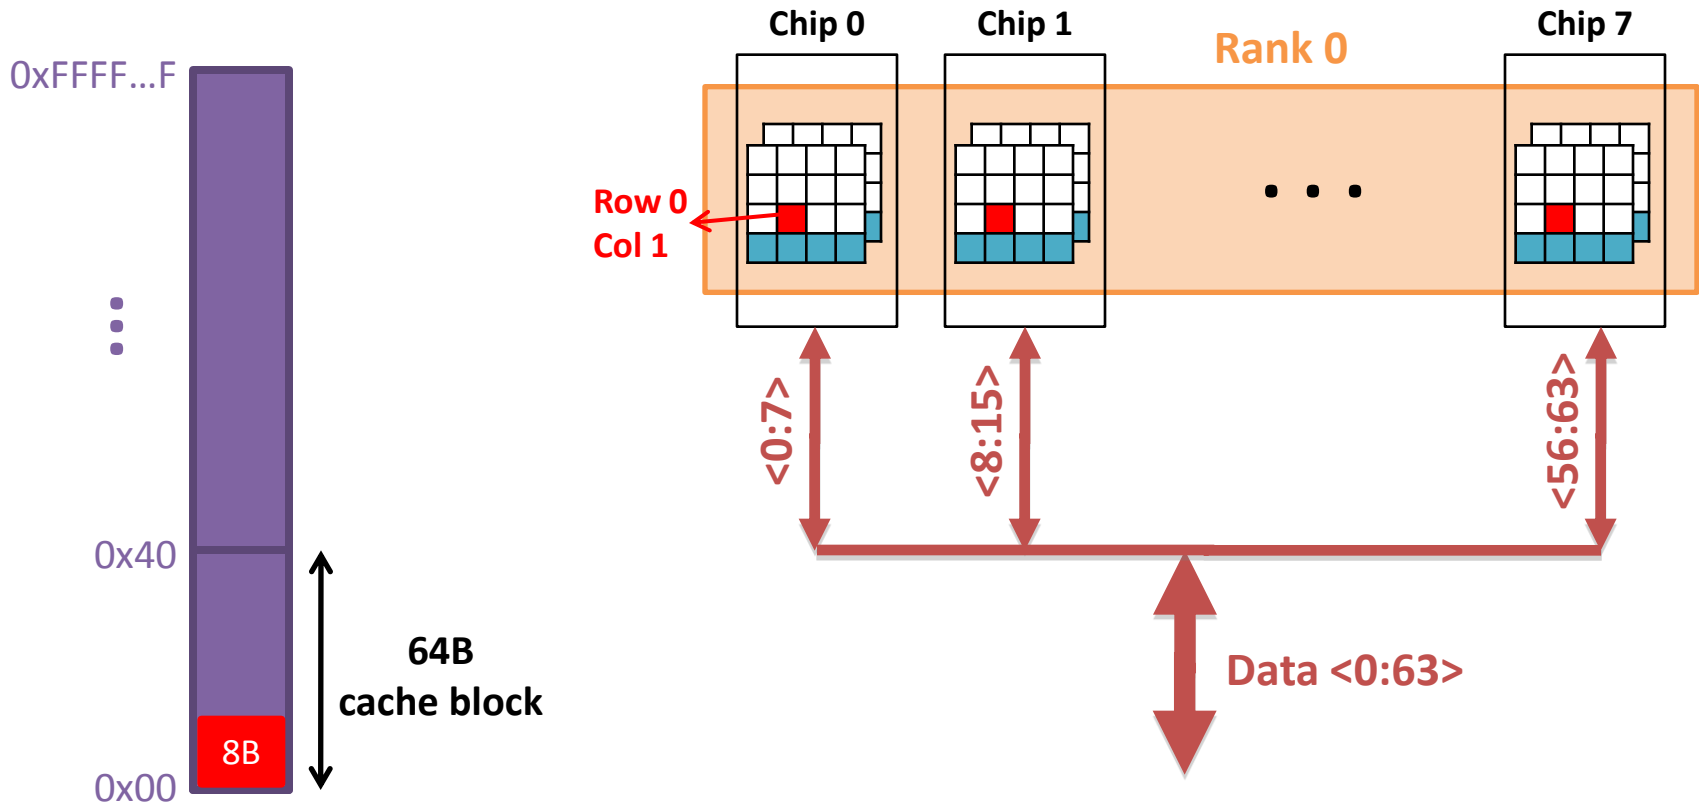 Chip 0
Chip 1
Chip 7
Rank 0
0xFFFF...F
Row 0
Col 1
<0:7>
<8:15>
<56:63>
0x40
64B
cache block
Data <0:63>
8B
0x00